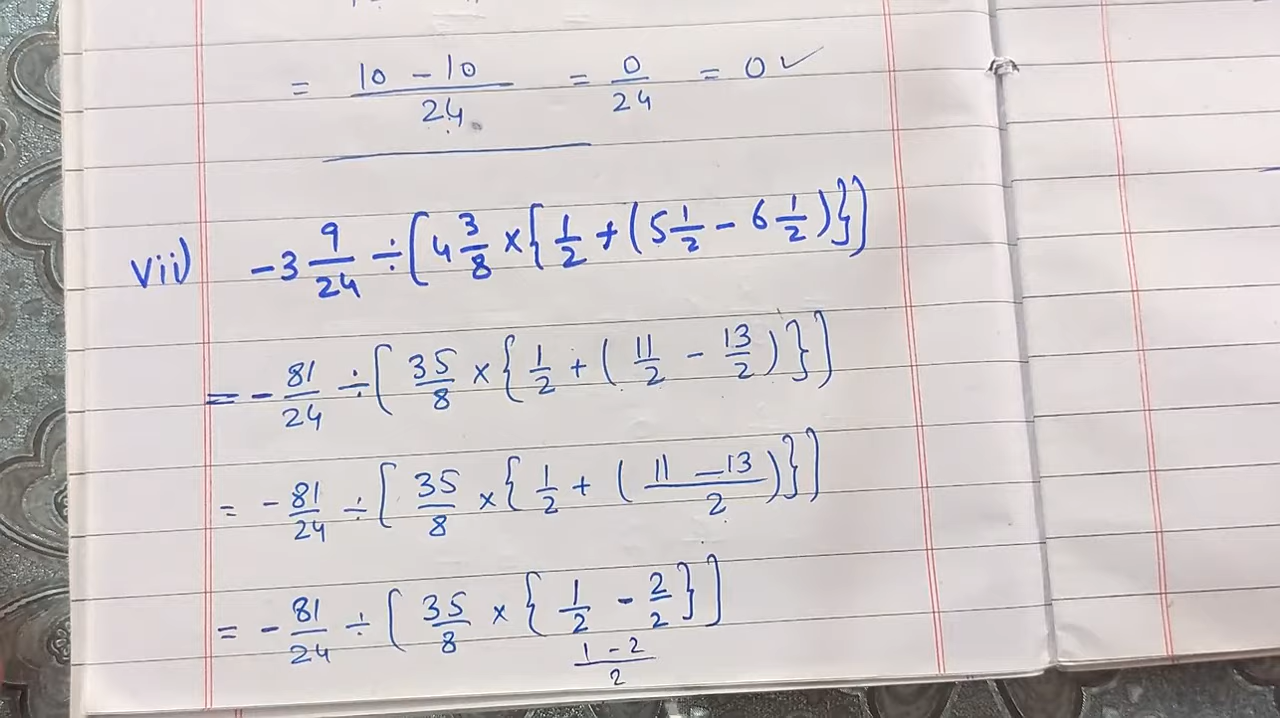 = (10 - 10)/24 = 0/24 = 0 ✓
vii) -3 9/24 ÷ [4 3/8 × {1/2 + (5 1/2 - 6 1/2)}]
= - 81/24 ÷ [35/8 × {1/2 + (11/2 - 13/2)}]
= - 81/24 ÷ [35/8 × {1/2 + ((11 - 13)/2)}]
= - 81/24 ÷ [35/8 × {1/2 - 2/2}]
(1 - 2)/2